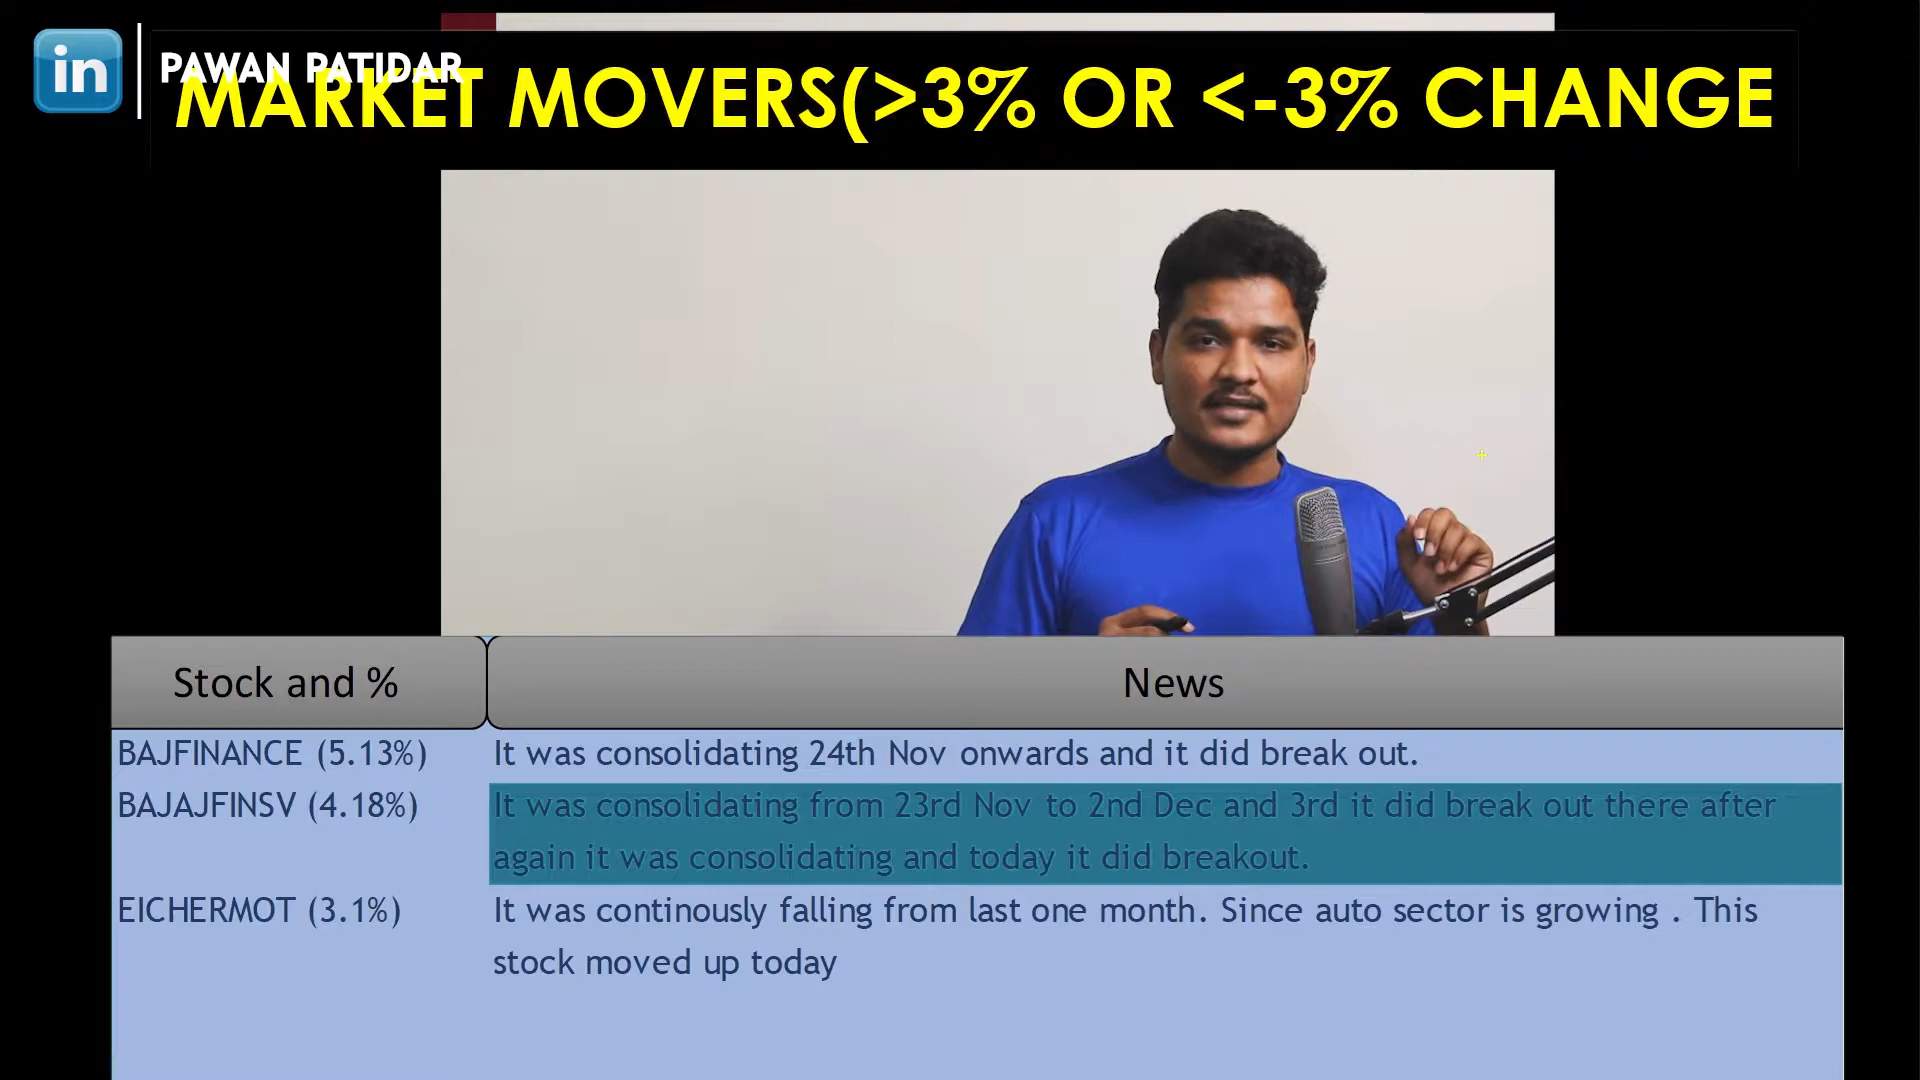 in
PAWAN PATIDAR
MARKET MOVERS(>3% OR <-3% CHANGE
Stock and %
News
BAJFINANCE (5.13%)
It was consolidating 24th Nov onwards and it did break out.
BAJAJFINSV (4.18%)
It was consolidating from 23rd Nov to 2nd Dec and 3rd it did break out there after
again it was consolidating and today it did breakout.
EICHERMOT (3.1%)
It was continously falling from last one month. Since auto sector is growing . This
stock moved up today